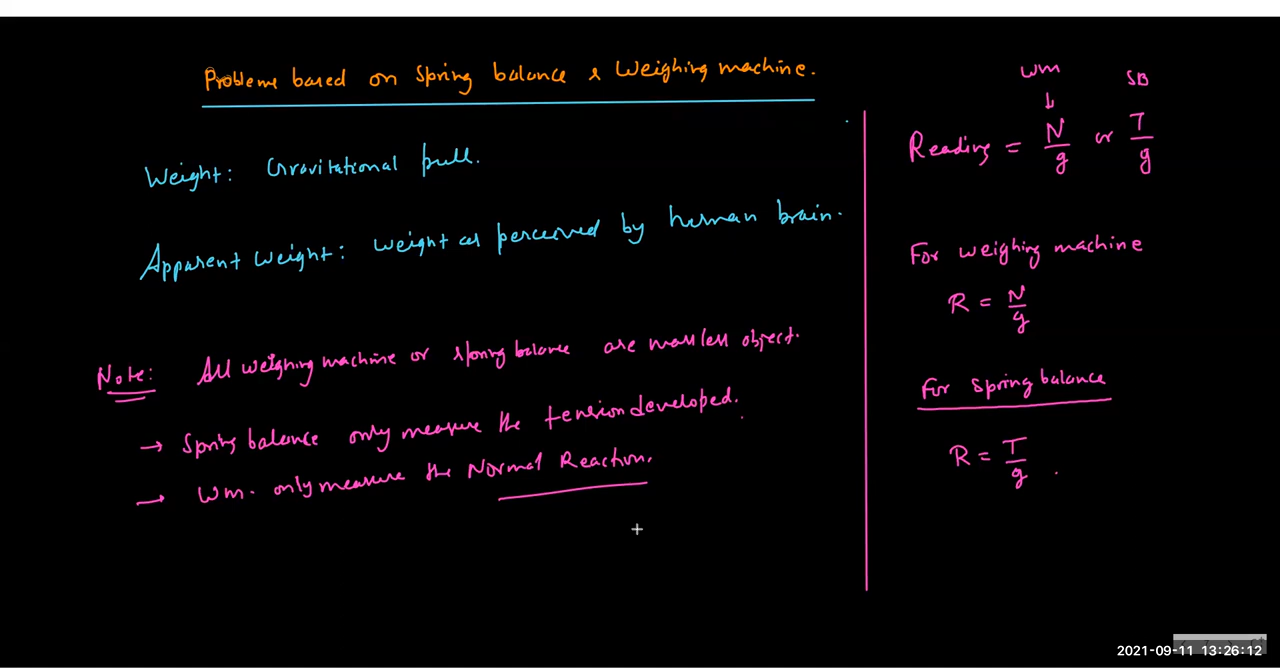 Problems based on spring balance & weighing machine.
Weight: Gravitational pull.
Apparent weight: weight as perceived by human brain.
Note: All weighing machine or spring balance are massless object.
→ Spring balance only measure the tension developed.
→ Wm. only measure the Normal Reaction.
Wm SB
↓
Reading = N/g or T/g
For weighing machine
R = N/g
For spring balance
R = T/g
2021-09-11 13:26:12